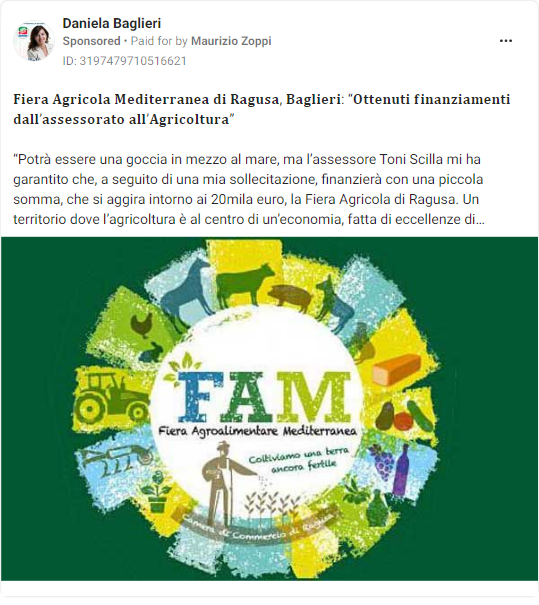 Daniela Baglieri
Sponsored • Paid for by Maurizio Zoppi
ID: 3197479710516621
Fiera Agricola Mediterranea di Ragusa, Baglieri: “Ottenuti finanziamenti
dall’assessorato all’Agricoltura”
“Potrà essere una goccia in mezzo al mare, ma l’assessore Toni Scilla mi ha
garantito che, a seguito di una mia sollecitazione, finanzierà con una piccola
somma, che si aggira intorno ai 20mila euro, la Fiera Agricola di Ragusa. Un
territorio dove l’agricoltura è al centro di un’economia, fatta di eccellenze di...
FAM
Fiera Agroalimentare Mediterranea
Coltiviamo una terra
ancora fertile
Camera di Commercio di Ragusa